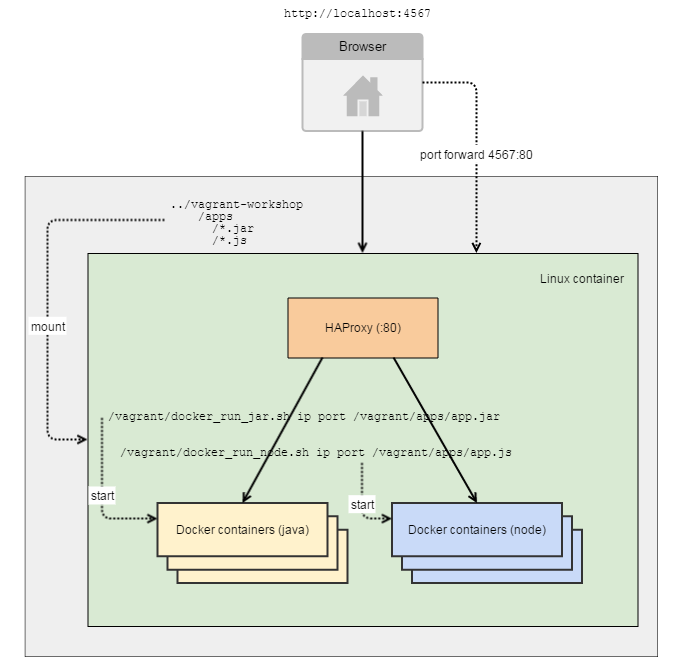 http://localhost:4567
Browser
port forward 4567:80
../vagrant-workshop
/apps
/*.jar
/*.js
Linux container
mount
HAProxy (:80)
/vagrant/docker_run_jar.sh ip port /vagrant/apps/app.jar
/vagrant/docker_run_node.sh ip port /vagrant/apps/app.js
start
start
Docker containers (java)
Docker containers (node)